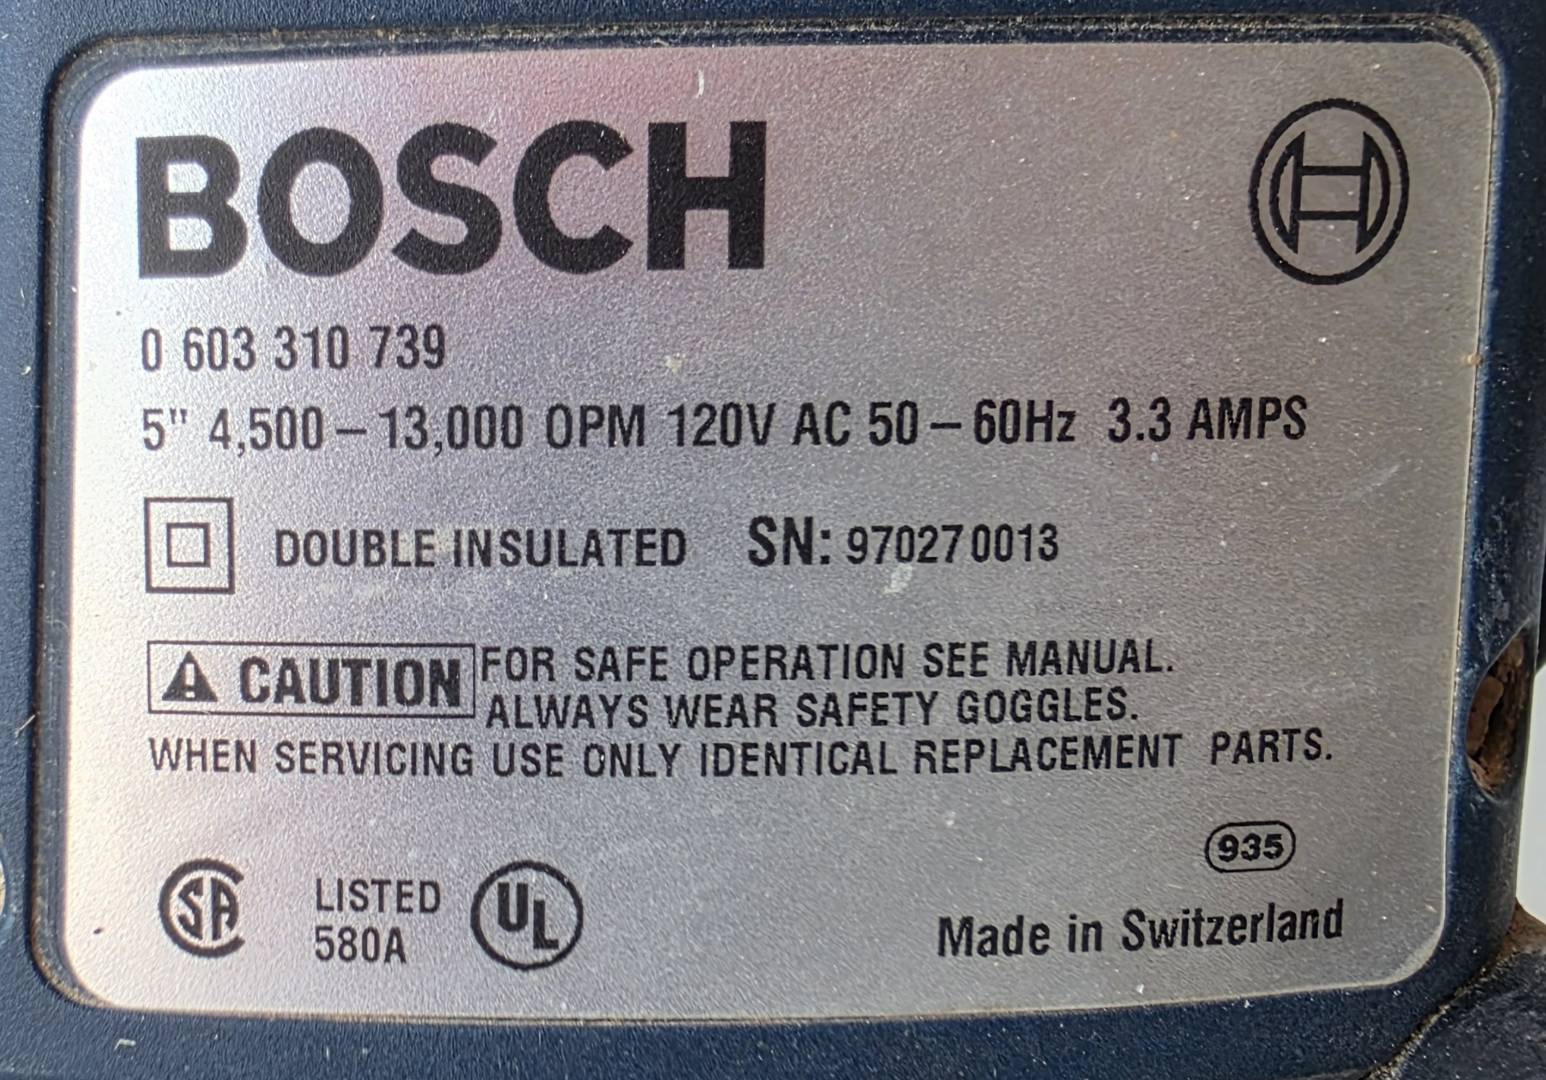 BOSCH
0 603 310 739
5" 4,500 – 13,000 OPM 120V AC 50 – 60Hz 3.3 AMPS
DOUBLE INSULATED SN: 970270013
CAUTION FOR SAFE OPERATION SEE MANUAL.
ALWAYS WEAR SAFETY GOGGLES.
WHEN SERVICING USE ONLY IDENTICAL REPLACEMENT PARTS.
935
SA LISTED UL
580A
Made in Switzerland